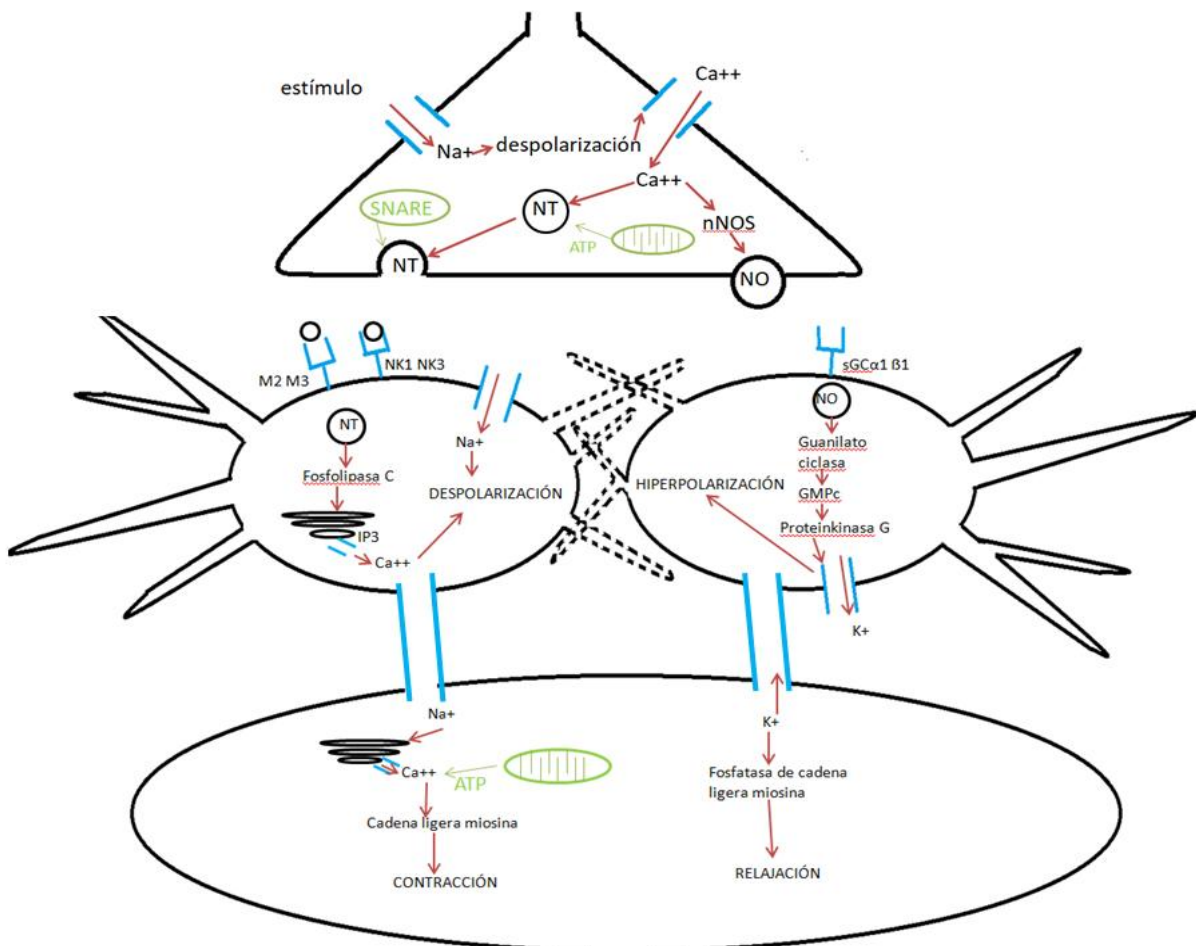 estímulo
Ca++
Na+
despolarización
Ca++
SNARE
NT
nNOS
ATP
NT
NO
M2 M3
NK1 NK3
sGCα1 ß1
NT
NO
Na+
Guanilato
ciclasa
Fosfolipasa C
DESPOLARIZACIÓN
HIPERPOLARIZACIÓN
GMPc
IP3
Proteinkinasa G
Ca++
K+
Na+
K+
Ca++
ATP
Fosfatasa de cadena
ligera miosina
Cadena ligera miosina
CONTRACCIÓN
RELAJACIÓN